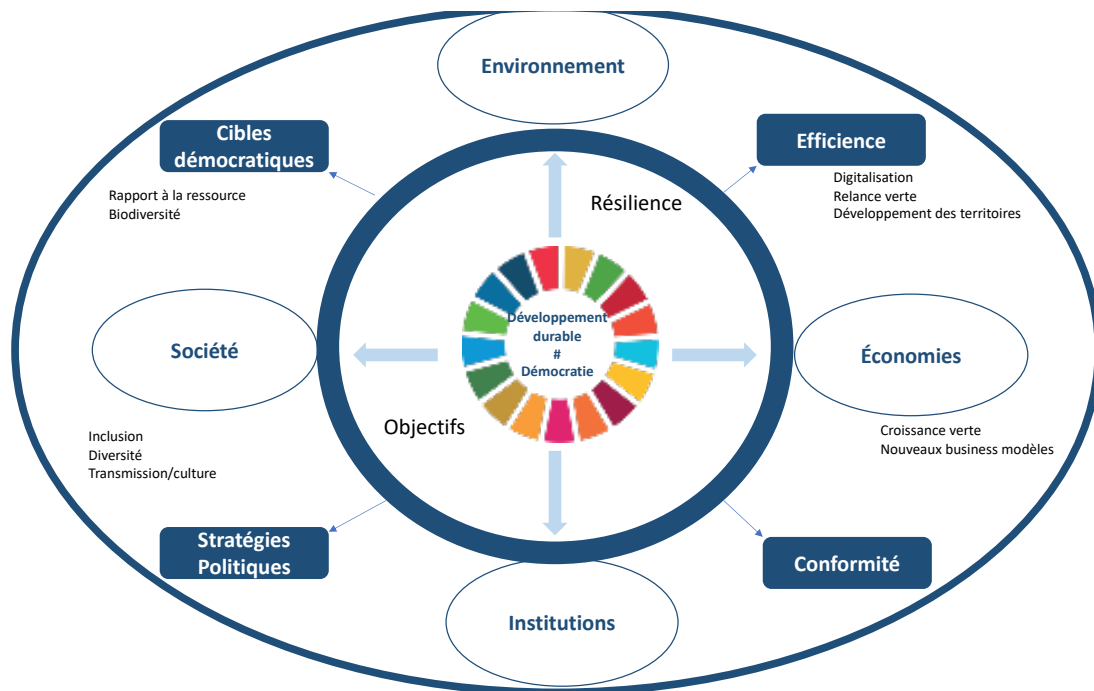 Environnement
Cibles
démocratiques
Efficience
Rapport à la ressource
Biodiversité
Digitalisation
Relance verte
Développement des territoires
Résilience
Développement
durable
#
Démocratie
Société
Économies
Objectifs
Inclusion
Diversité
Transmission/culture
Croissance verte
Nouveaux business modèles
Stratégies
Politiques
Conformité
Institutions